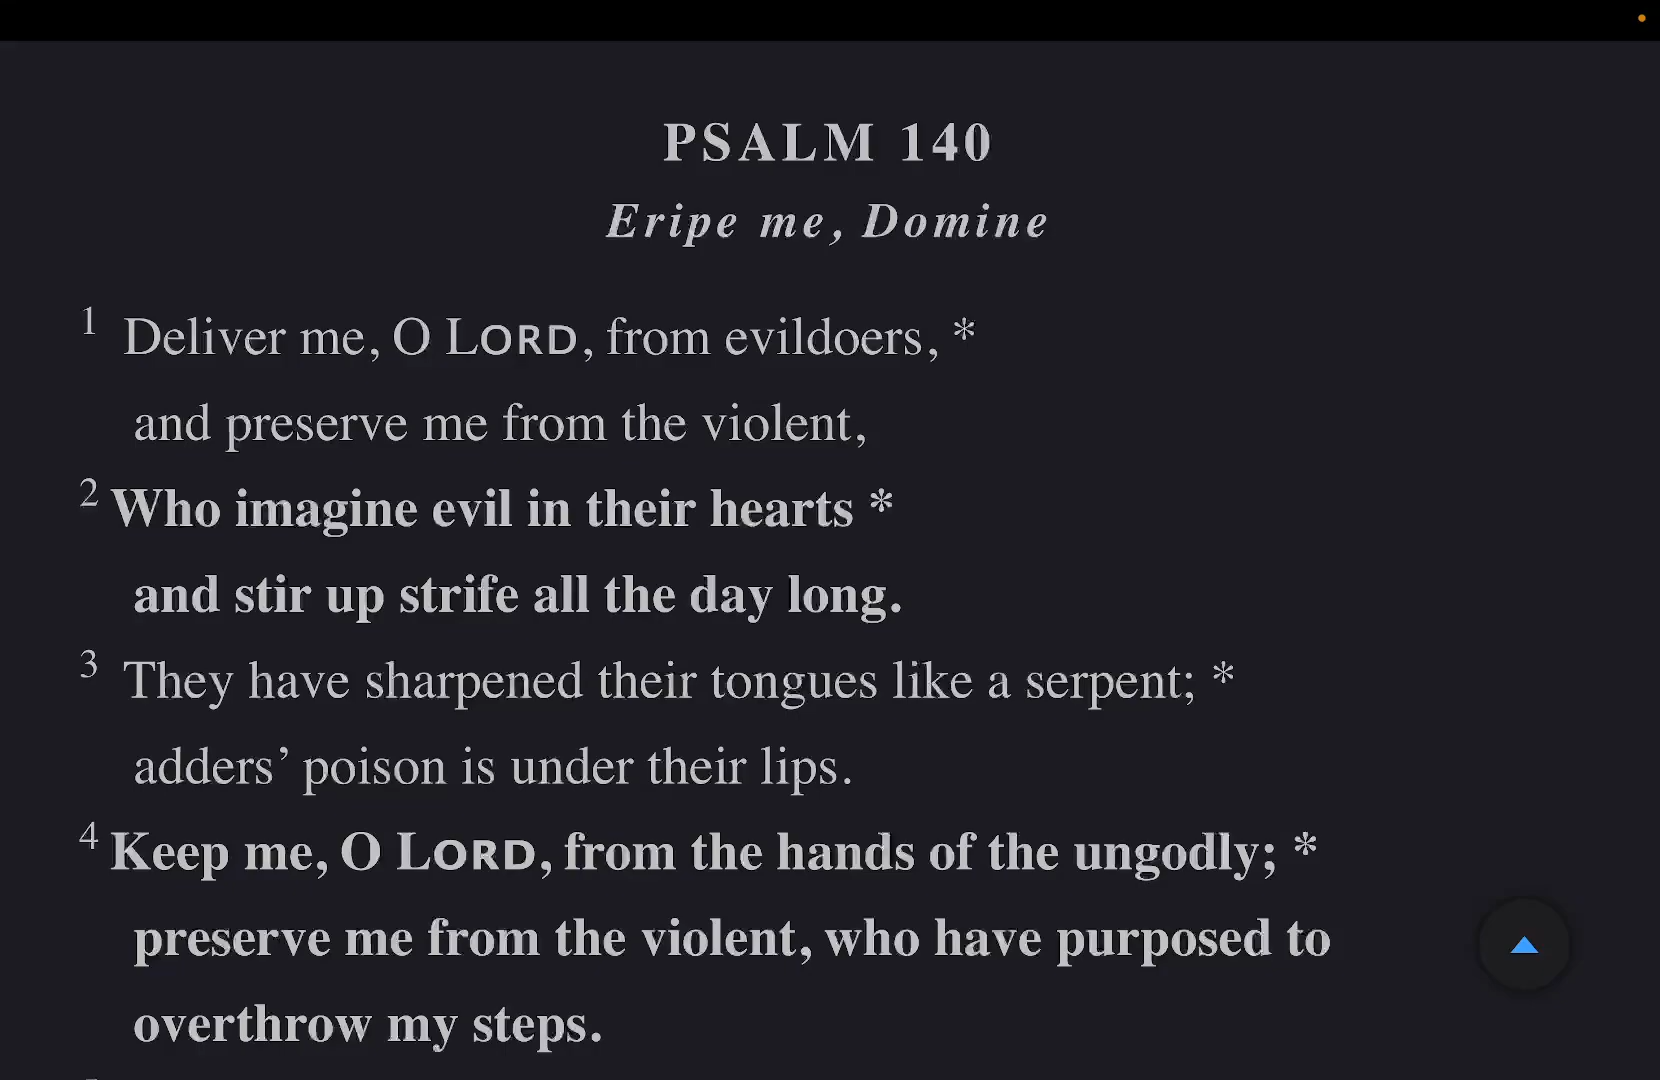 PSALM 140
Eripe me, Domine
1 Deliver me, O LORD, from evildoers, *
and preserve me from the violent,
2 Who imagine evil in their hearts *
and stir up strife all the day long.
3 They have sharpened their tongues like a serpent; *
adders’ poison is under their lips.
4 Keep me, O LORD, from the hands of the ungodly; *
preserve me from the violent, who have purposed to
overthrow my steps.